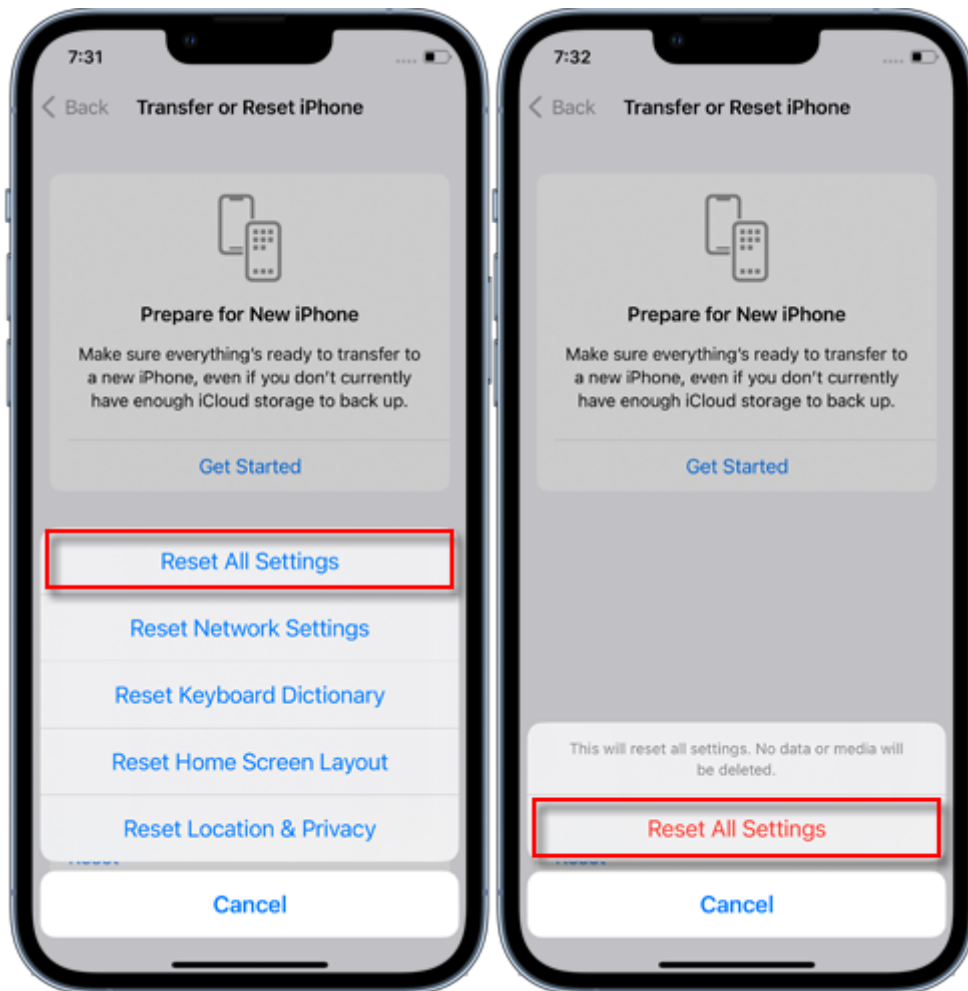 7:31
Back Transfer or Reset iPhone
Prepare for New iPhone
Make sure everything's ready to transfer to
a new iPhone, even if you don't currently
have enough iCloud storage to back up.
Get Started
Reset All Settings
Reset Network Settings
Reset Keyboard Dictionary
Reset Home Screen Layout
Reset Location & Privacy
Reset
Cancel
7:32
Back Transfer or Reset iPhone
Prepare for New iPhone
Make sure everything's ready to transfer to
a new iPhone, even if you don't currently
have enough iCloud storage to back up.
Get Started
This will reset all settings. No data or media will
be deleted.
Reset All Settings
Reset
Cancel